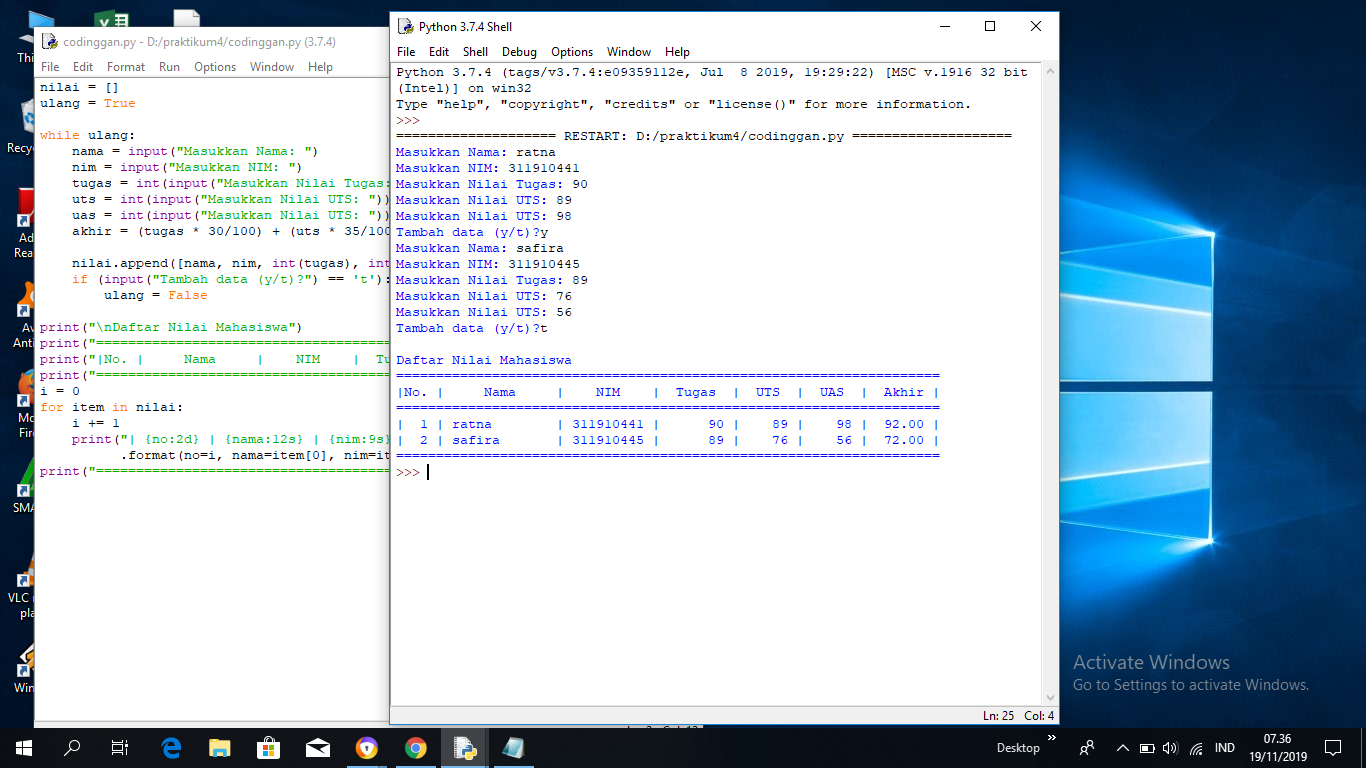 Python 3.7.4 Shell
File Edit Shell Debug Options Window Help
Python 3.7.4 (tags/v3.7.4:e09359112e, Jul  8 2019, 19:29:22) [MSC v.1916 32 bit
(Intel)] on win32
Type "help", "copyright", "credits" or "license()" for more information.
>>>
==================== RESTART: D:/praktikum4/codinggan.py ====================
Masukkan Nama: ratna
Masukkan NIM: 311910441
Masukkan Nilai Tugas: 90
Masukkan Nilai UTS: 89
Masukkan Nilai UTS: 98
Tambah data (y/t)?y
Masukkan Nama: safira
Masukkan NIM: 311910445
Masukkan Nilai Tugas: 89
Masukkan Nilai UTS: 76
Masukkan Nilai UTS: 56
Tambah data (y/t)?t
Daftar Nilai Mahasiswa
====================================================================
|No. |     Nama     |    NIM    |  Tugas  |  UTS  |  UAS  |  Akhir |
====================================================================
|  1 | ratna        | 311910441 |      90 |    89 |    98 |  92.00 |
|  2 | safira       | 311910445 |      89 |    76 |    56 |  72.00 |
====================================================================
>>>
Ln: 25 Col: 4
codinggan.py - D:/praktikum4/codinggan.py (3.7.4)
File Edit Format Run Options Window Help
nilai = []
ulang = True
while ulang:
    nama = input("Masukkan Nama: ")
    nim = input("Masukkan NIM: ")
    tugas = int(input("Masukkan Nilai Tugas:
    uts = int(input("Masukkan Nilai UTS: "))
    uas = int(input("Masukkan Nilai UTS: "))
    akhir = (tugas * 30/100) + (uts * 35/100
    nilai.append([nama, nim, int(tugas), int
    if (input("Tambah data (y/t)?") == 't'):
        ulang = False
print("\nDaftar Nilai Mahasiswa")
print("=====================================
print("|No. |     Nama     |    NIM    |  Tu
print("=====================================
i = 0
for item in nilai:
    i += 1
    print("| {no:2d} | {nama:12s} | {nim:9s}
          .format(no=i, nama=item[0], nim=it
print("=====================================
Activate Windows
Go to Settings to activate Windows.
Desktop
IND
07.36
19/11/2019